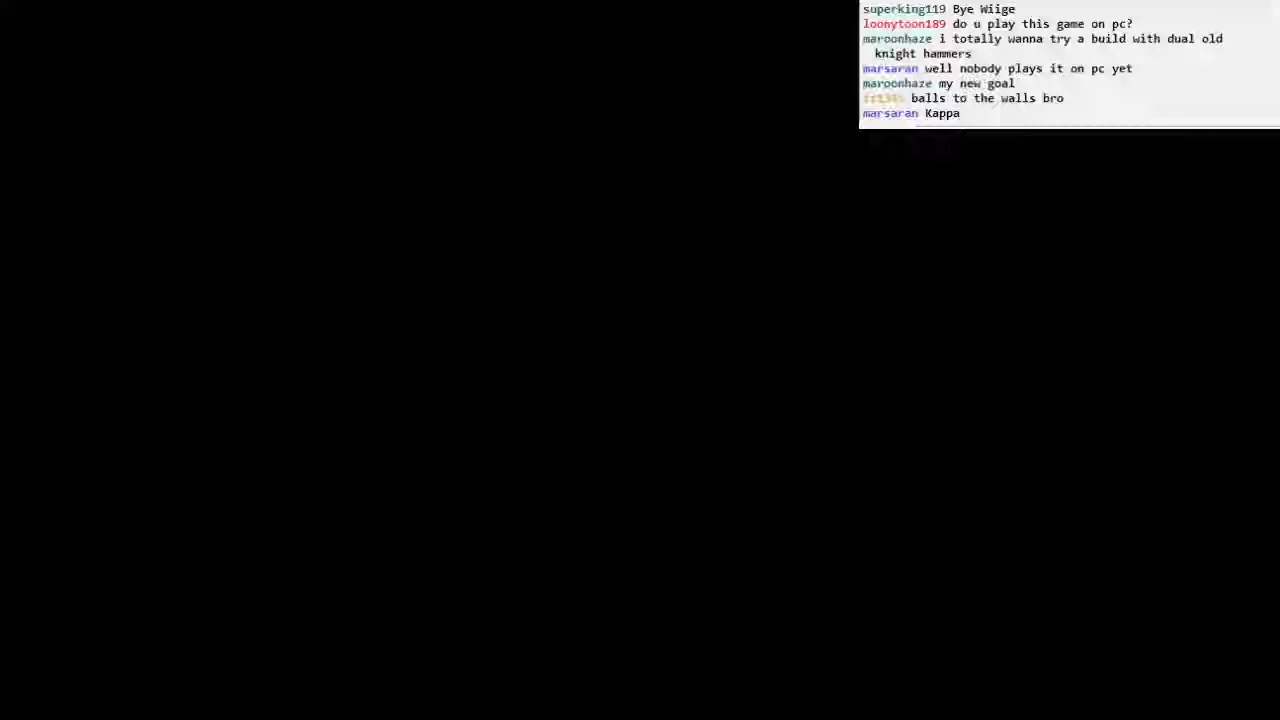 superking119 Bye Wiige
loonytoon189 do u play this game on pc?
maroonhaze i totally wanna try a build with dual old
knight hammers
marsaran well nobody plays it on pc yet
maroonhaze my new goal
balls to the walls bro
marsaran Kappa